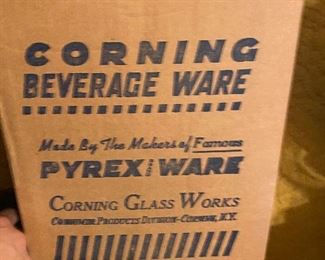 CORNING
BEVERAGE WARE
Made By The Makers of Famous
PYREX WARE
CORNING GLASS WORKS
CONSUMER PRODUCTS DIVISION-CORNING, N.Y.